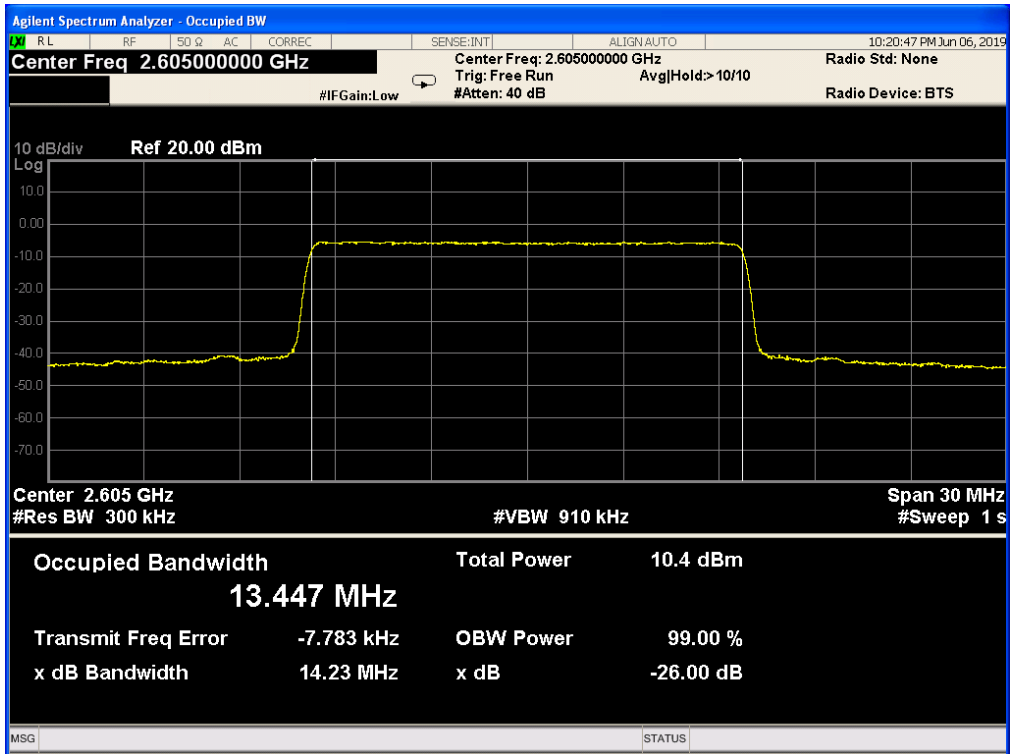 Agilent Spectrum Analyzer - Occupied BW
LXI RL RF 50 Ω AC CORREC SENSE:INT ALIGN AUTO 10:20:47 PM Jun 06, 2019
Center Freq 2.605000000 GHz Center Freq: 2.605000000 GHz Radio Std: None
Trig: Free Run Avg|Hold:> 10/10
#IFGain:Low #Atten: 40 dB Radio Device: BTS
10 dB/div Ref 20.00 dBm
Log
10.0
0.00
-10.0
-20.0
-30.0
-40.0
-50.0
-60.0
-70.0
Center 2.605 GHz Span 30 MHz
#Res BW 300 kHz #VBW 910 kHz #Sweep 1 s
Occupied Bandwidth Total Power 10.4 dBm
13.447 MHz
Transmit Freq Error -7.783 kHz OBW Power 99.00 %
x dB Bandwidth 14.23 MHz x dB -26.00 dB
MSG STATUS